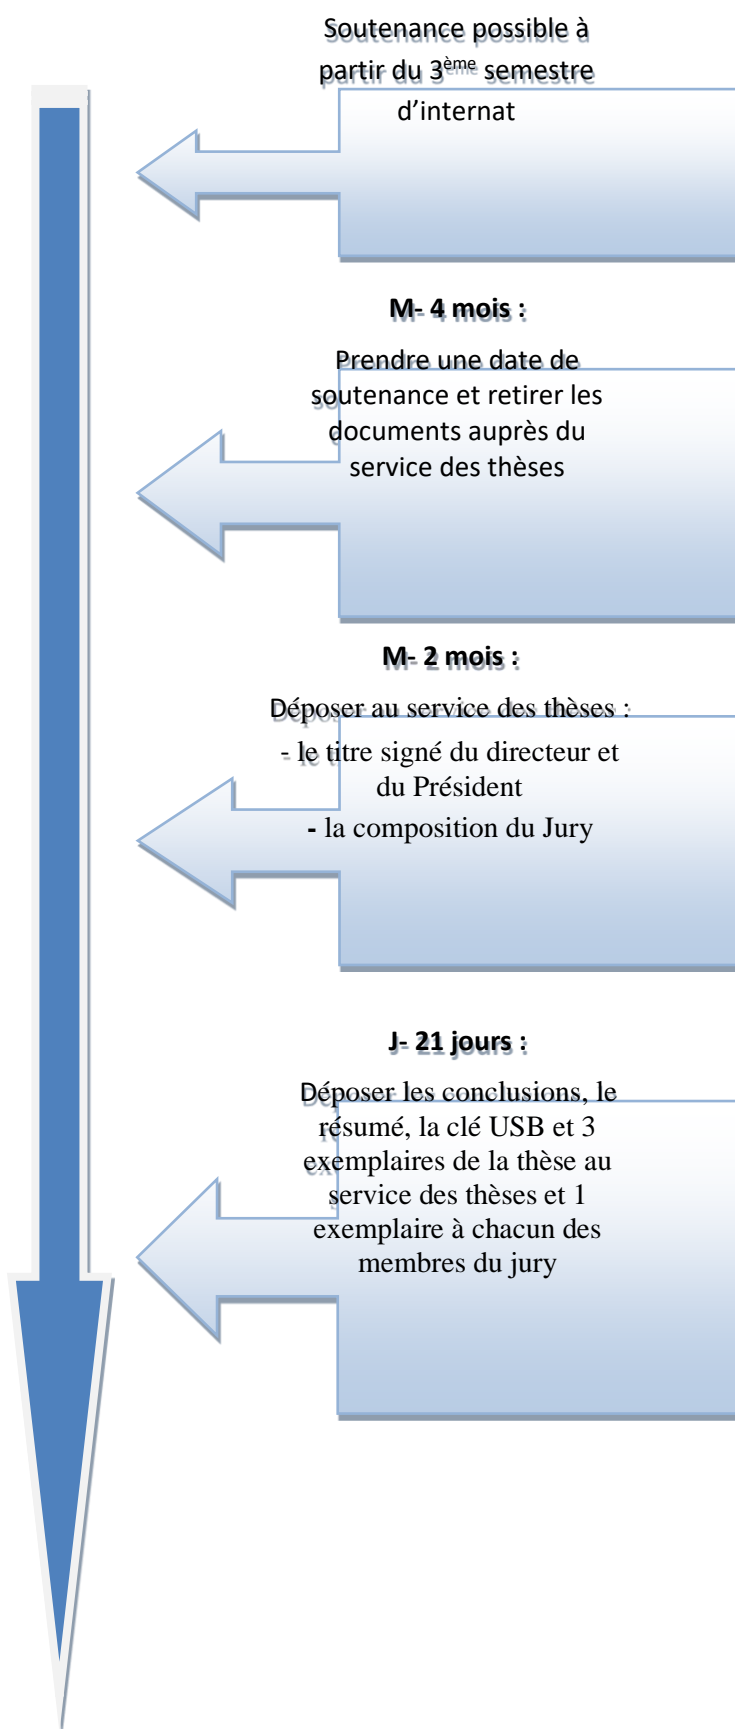 Soutenance possible à
partir du 3ème semestre
d'internat
M- 4 mois :
Prendre une date de
soutenance et retirer les
documents auprès du
service des thèses
M- 2 mois :
Déposer au service des thèses :
- le titre signé du directeur et
du Président
- la composition du Jury
J- 21 jours :
Déposer les conclusions, le
résumé, la clé USB et 3
exemplaires de la thèse au
service des thèses et 1
exemplaire à chacun des
membres du jury